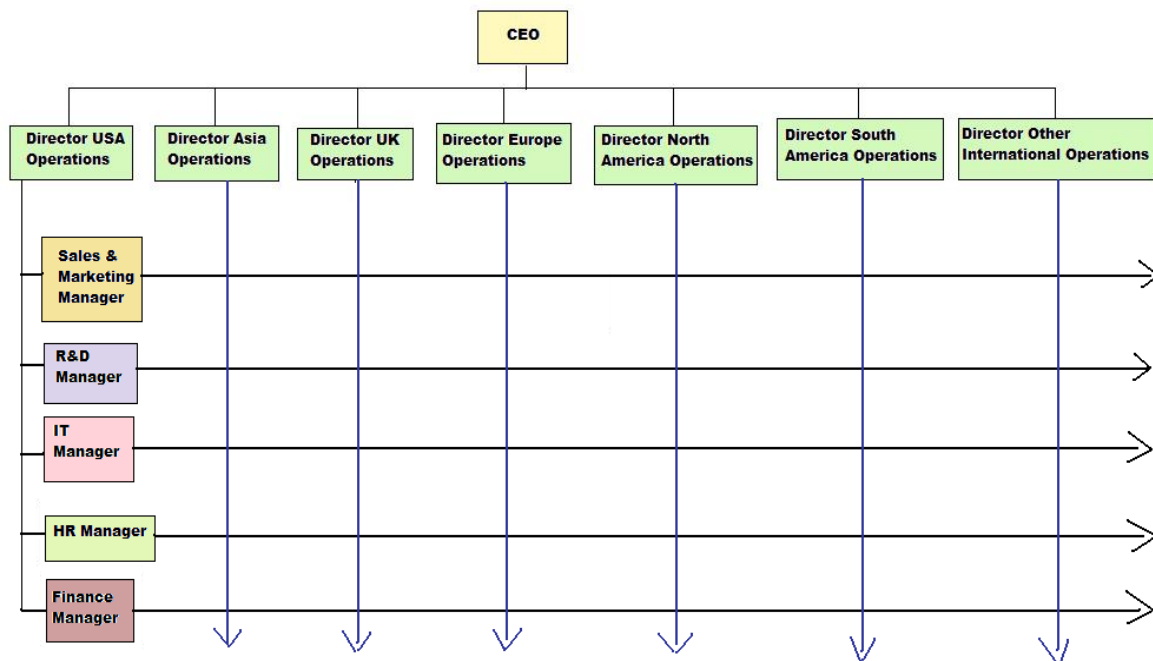 CEO
Director USA
Operations
Director Asia
Operations
Director UK
Operations
Director Europe
Operations
Director North
America Operations
Director South
America Operations
Director Other
International Operations
Sales &
Marketing
Manager
R&D
Manager
IT
Manager
HR Manager
Finance
Manager